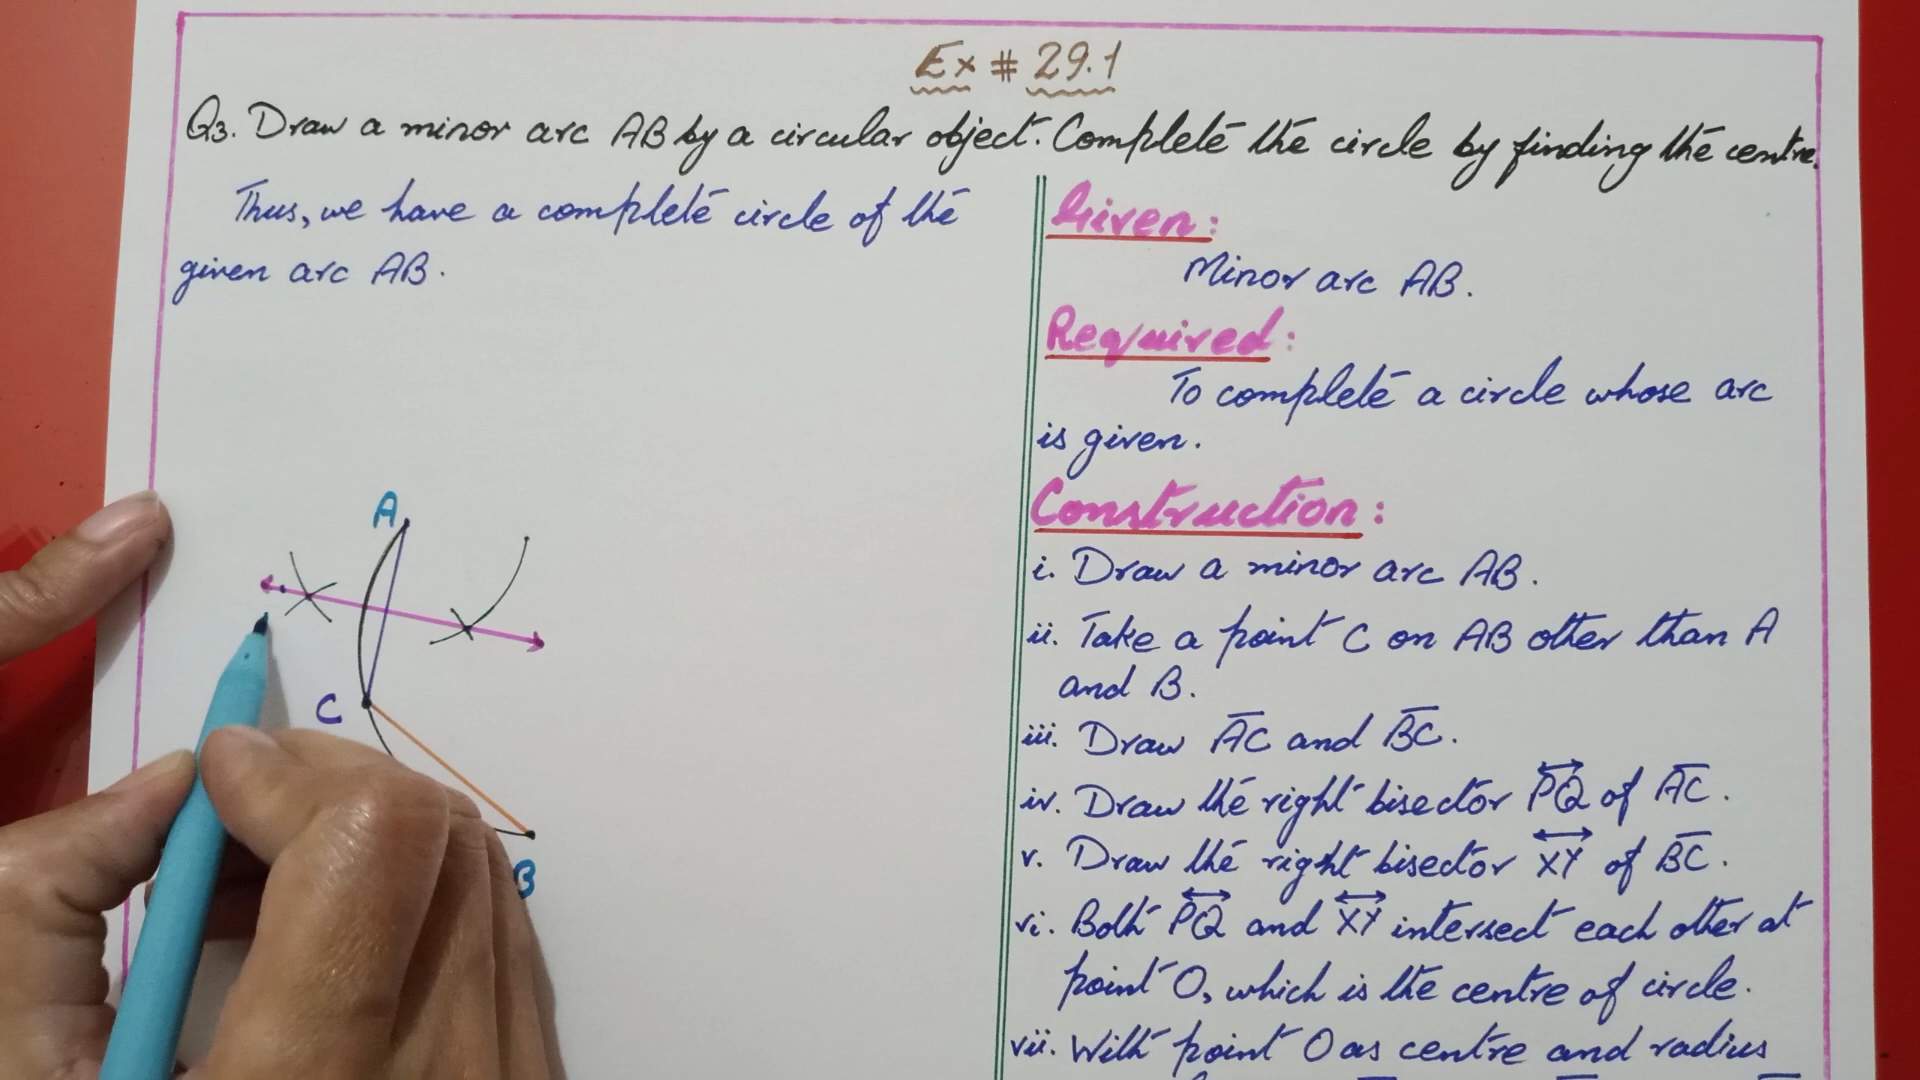 Ex # 29.1
Q3. Draw a minor arc AB by a circular object. Complete the circle by finding the centre.
Thus, we have a complete circle of the
given arc AB.
Given:
Minor arc AB.
Required:
To complete a circle whose arc
is given.
Construction:
i. Draw a minor arc AB.
ii. Take a point C on AB other than A
and B.
iii. Draw A̅C̅ and B̅C̅.
iv. Draw the right bisector PQ of A̅C̅.
v. Draw the right bisector XY of B̅C̅.
vi. Both PQ and XY intersect each other at
point O, which is the centre of circle.
vii. With point O as centre and radius
A
C
B